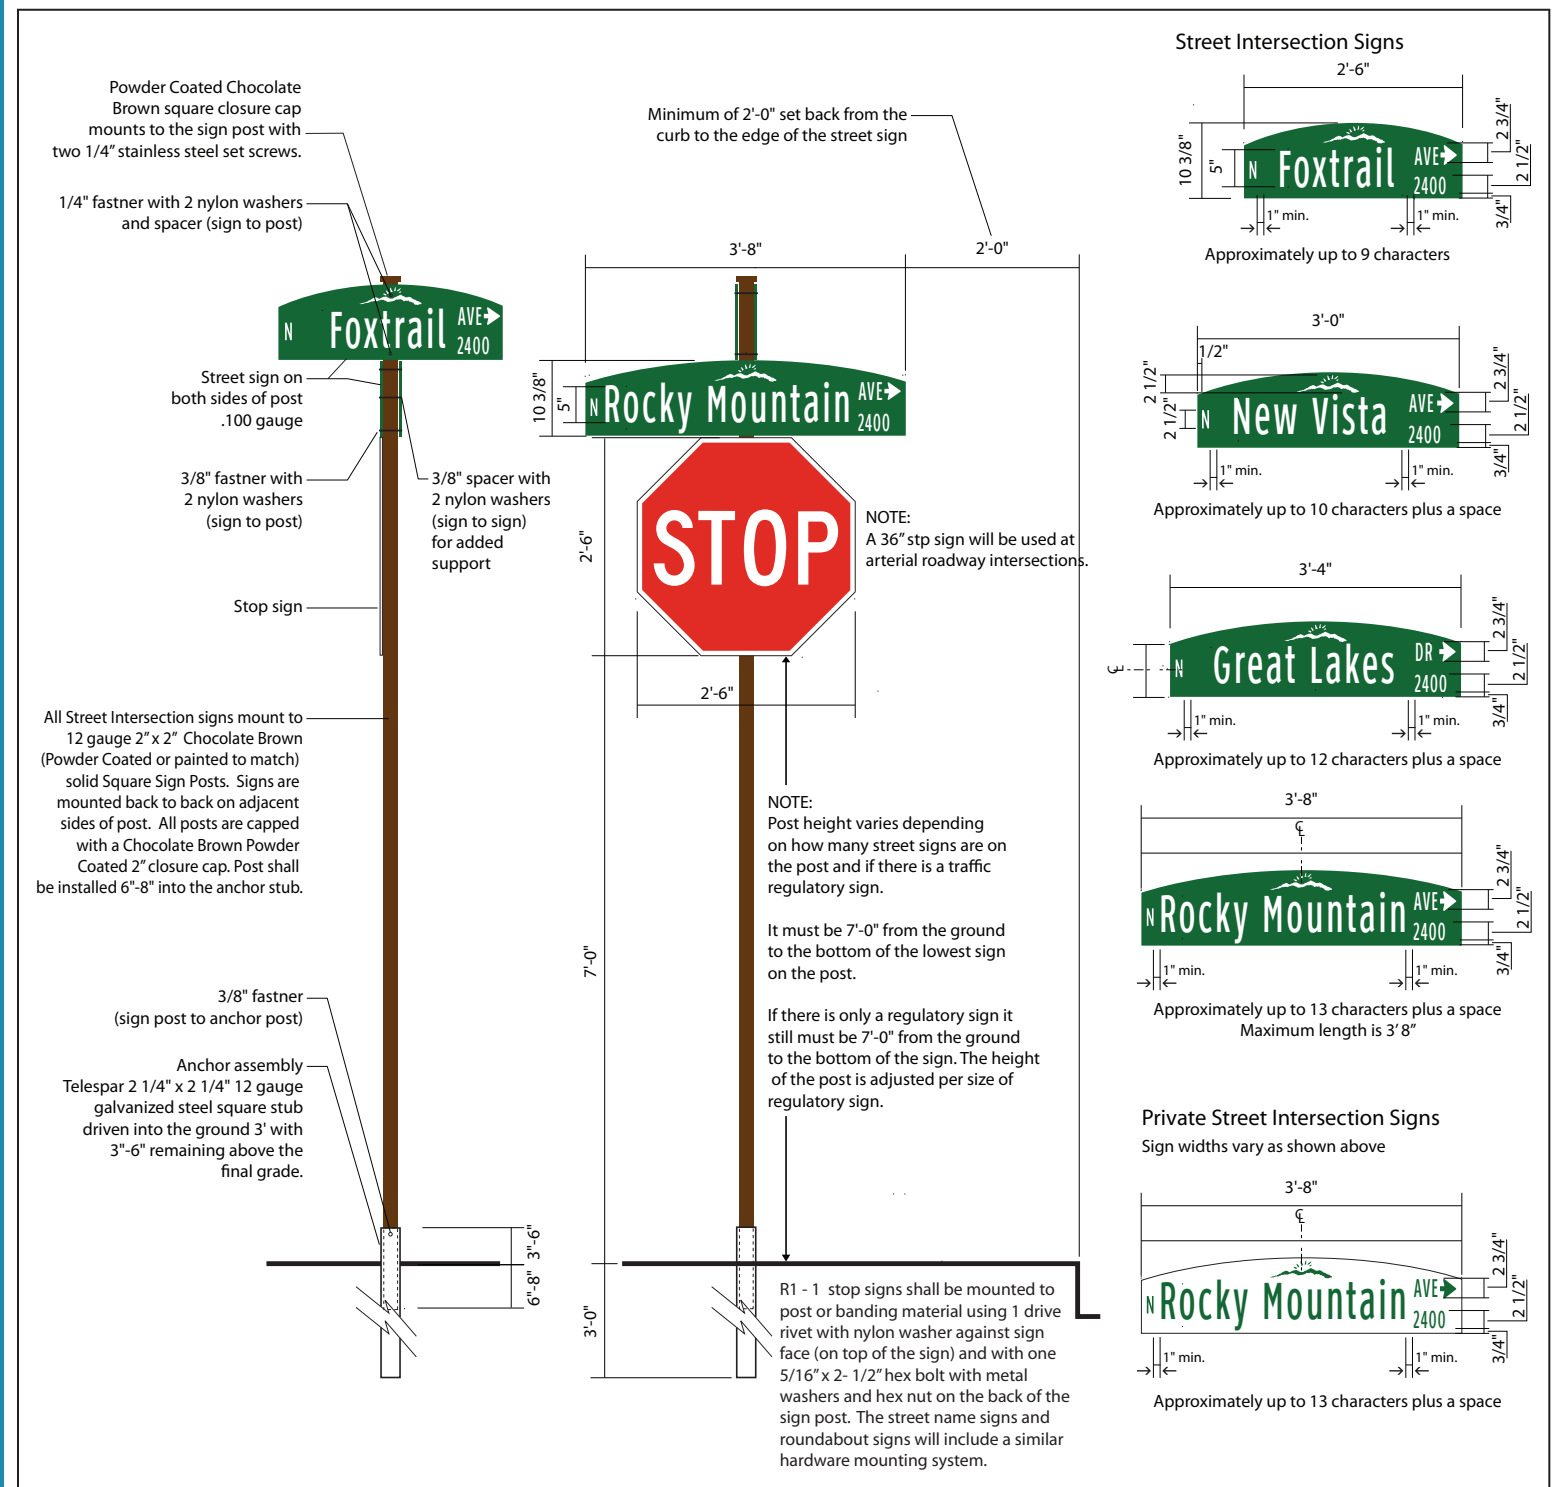 Powder Coated Chocolate
Brown square closure cap
mounts to the sign post with
two 1/4” stainless steel set screws.
1/4" fastner with 2 nylon washers
and spacer (sign to post)
N Foxtrail AVE
2400
Street sign on
both sides of post
.100 gauge
3/8" fastner with
2 nylon washers
(sign to post)
3/8" spacer with
2 nylon washers
(sign to sign)
for added
support
Stop sign
All Street Intersection signs mount to
12 gauge 2” x 2” Chocolate Brown
(Powder Coated or painted to match)
solid Square Sign Posts. Signs are
mounted back to back on adjacent
sides of post. All posts are capped
with a Chocolate Brown Powder
Coated 2” closure cap. Post shall
be installed 6"-8" into the anchor stub.
3/8" fastner
(sign post to anchor post)
Anchor assembly
Telespar 2 1/4" x 2 1/4" 12 gauge
galvanized steel square stub
driven into the ground 3' with
3"-6" remaining above the
final grade.
3"-6"
6"-8"
Minimum of 2'-0" set back from the
curb to the edge of the street sign
3'-8"
2'-0"
10 3/8"
5"
N Rocky Mountain AVE
2400
STOP
2'-6"
2'-6"
NOTE:
A 36” stp sign will be used at
arterial roadway intersections.
7'-0"
3'-0"
NOTE:
Post height varies depending
on how many street signs are on
the post and if there is a traffic
regulatory sign.
It must be 7'-0" from the ground
to the bottom of the lowest sign
on the post.
If there is only a regulatory sign it
still must be 7'-0" from the ground
to the bottom of the sign. The height
of the post is adjusted per size of
regulatory sign.
R1 - 1 stop signs shall be mounted to
post or banding material using 1 drive
rivet with nylon washer against sign
face (on top of the sign) and with one
5/16” x 2- 1/2” hex bolt with metal
washers and hex nut on the back of the
sign post. The street name signs and
roundabout signs will include a similar
hardware mounting system.
Street Intersection Signs
2'-6"
10 3/8"
5"
N Foxtrail AVE
2400
2 3/4"
2 1/2"
3/4"
1" min.
1" min.
Approximately up to 9 characters
3'-0"
1/2"
2 1/2"
2 1/2"
N New Vista AVE
2400
2 3/4"
2 1/2"
3/4"
1" min.
1" min.
Approximately up to 10 characters plus a space
3'-4"
CL
N Great Lakes DR
2400
2 3/4"
2 1/2"
3/4"
1" min.
1" min.
Approximately up to 12 characters plus a space
3'-8"
CL
N Rocky Mountain AVE
2400
2 3/4"
2 1/2"
3/4"
1" min.
1" min.
Approximately up to 13 characters plus a space
Maximum length is 3’ 8”
Private Street Intersection Signs
Sign widths vary as shown above
3'-8"
CL
N Rocky Mountain AVE
2400
2 3/4"
2 1/2"
3/4"
1" min.
1" min.
Approximately up to 13 characters plus a space